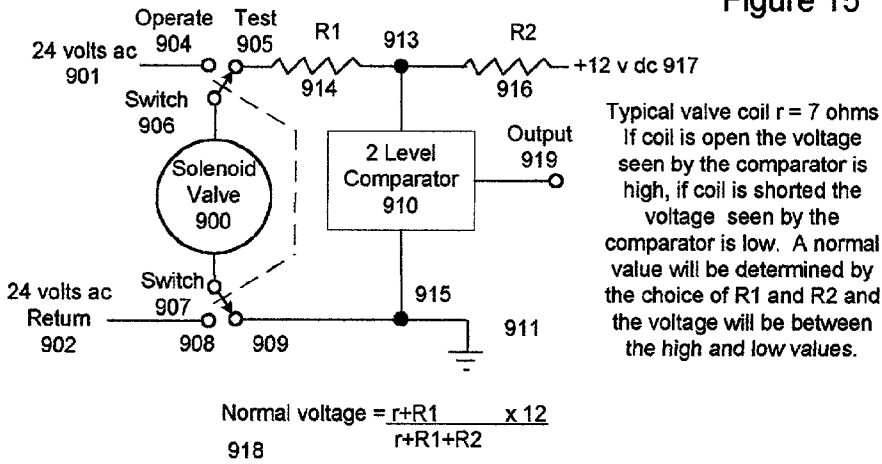 Figure 15
Operate Test
904 905
R1
913
R2
24 volts ac
901
914
916
+12 v dc 917
Switch
906
Solenoid
Valve
900
2 Level
Comparator
910
Output
919
Typical valve coil r = 7 ohms
If coil is open the voltage
seen by the comparator is
high, if coil is shorted the
voltage seen by the
comparator is low. A normal
value will be determined by
the choice of R1 and R2 and
the voltage will be between
the high and low values.
Switch
907
24 volts ac
Return
902
908
909
915
911
Normal voltage = r+R1 x 12
r+R1+R2
918